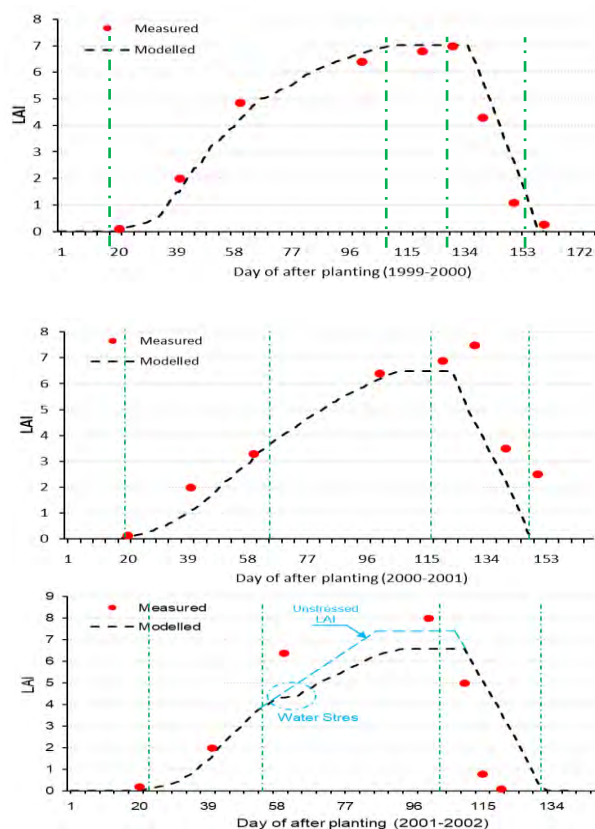 Measured
Modelled
8
7
6
5
4
3
2
1
0
LAI
1 20 39 58 77 96 115 134 153 172
Day of after planting (1999-2000)
Measured
Modelled
8
7
6
5
4
3
2
1
0
LAI
1 20 39 58 77 96 115 134 153
Day of after planting (2000-2001)
Measured
Modelled
Unstressed
LAI
Water Stres
9
8
7
6
5
4
3
2
1
0
LAI
1 20 39 58 77 96 115 134
Day of after planting (2001-2002)